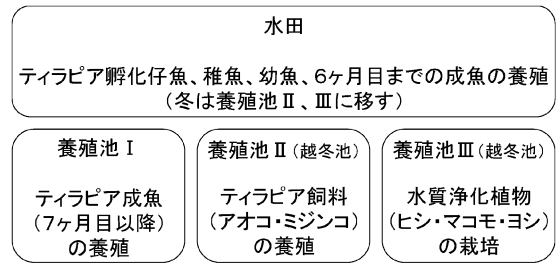 水田
ティラピア孵化仔魚、稚魚、幼魚、6ヶ月目までの成魚の養殖
(冬は養殖池Ⅱ、Ⅲに移す)
養殖池Ⅰ
ティラピア成魚
(7ヶ月目以降)
の養殖
養殖池Ⅱ(越冬池)
ティラピア飼料
(アオコ・ミジンコ)
の養殖
養殖池Ⅲ(越冬池)
水質浄化植物
(ヒシ・マコモ・ヨシ)
の栽培